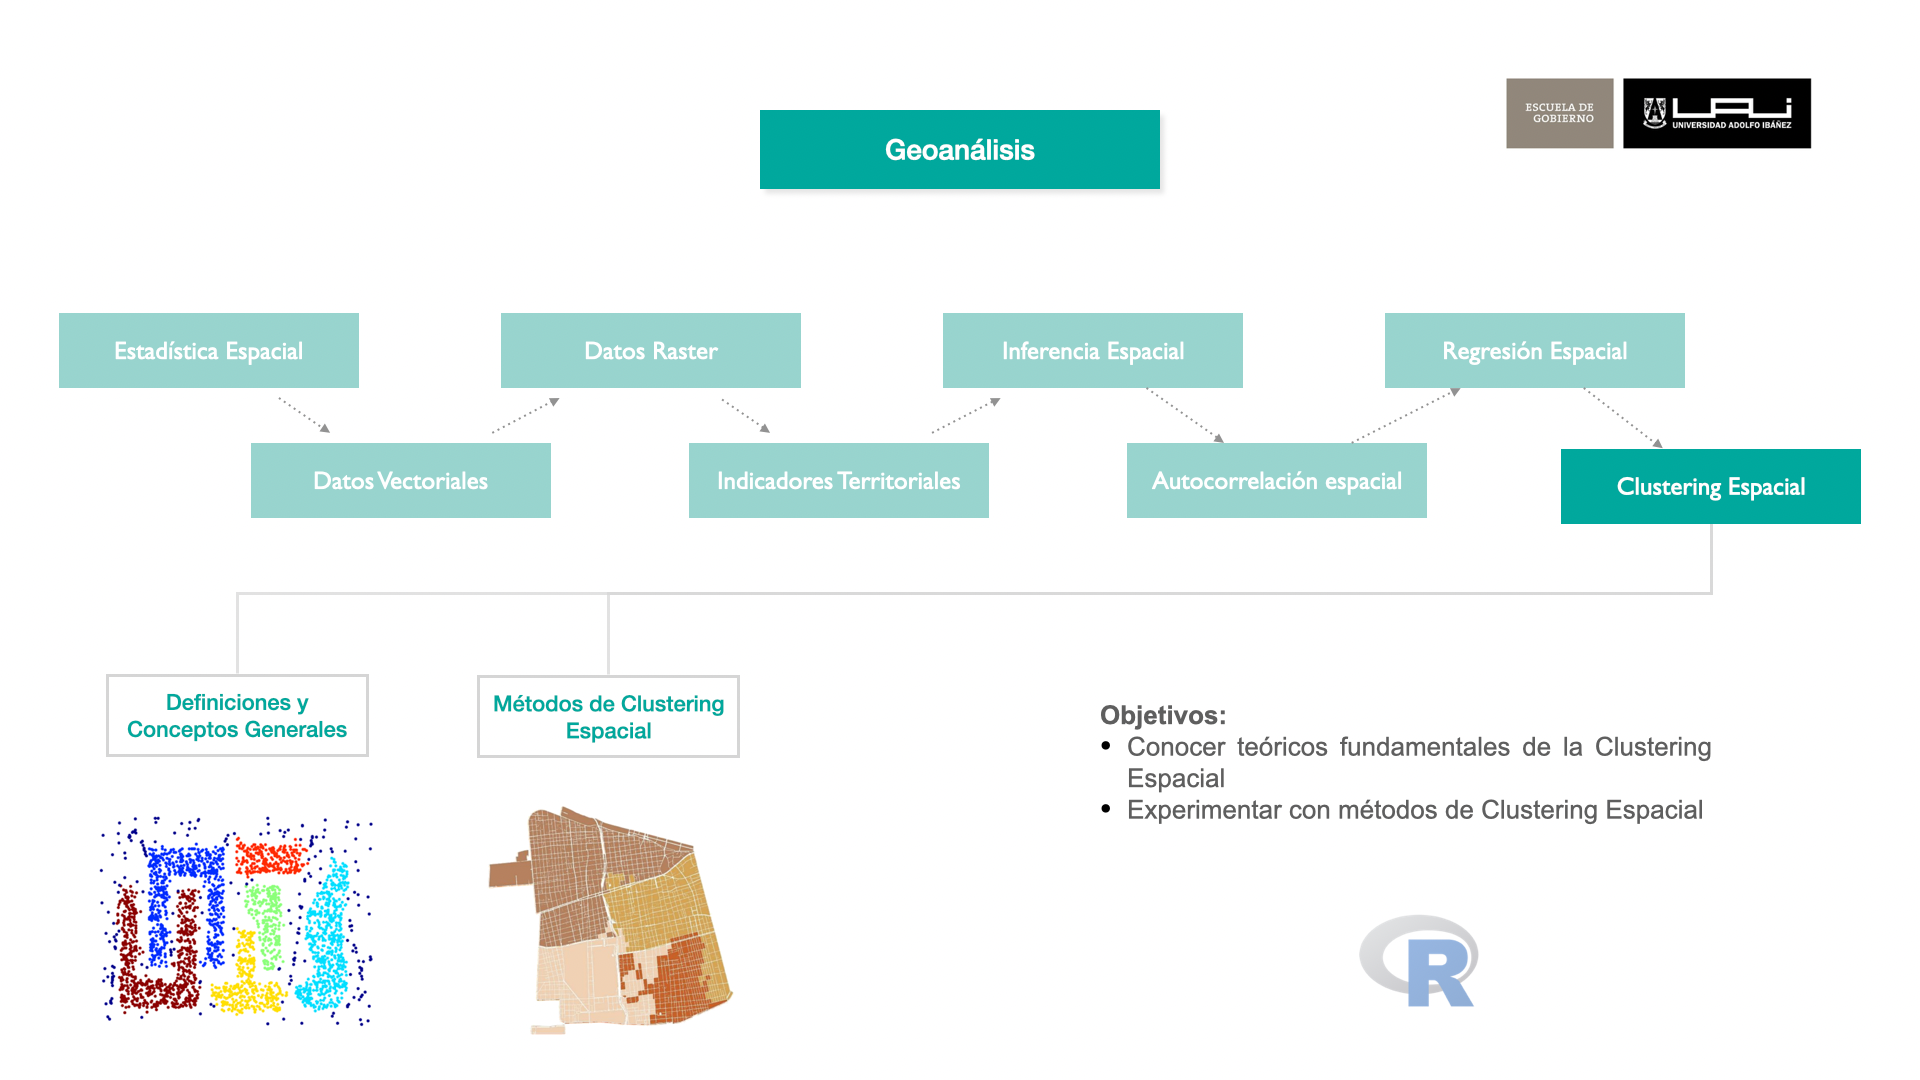 ESCUELA DE
GOBIERNO
UAI
UNIVERSIDAD ADOLFO IBÁÑEZ
Geoanálisis
Estadística Espacial
Datos Raster
Inferencia Espacial
Regresión Espacial
Datos Vectoriales
Indicadores Territoriales
Autocorrelación espacial
Clustering Espacial
Definiciones y
Conceptos Generales
Métodos de Clustering
Espacial
Objetivos:
• Conocer teóricos fundamentales de la Clustering
Espacial
• Experimentar con métodos de Clustering Espacial
R